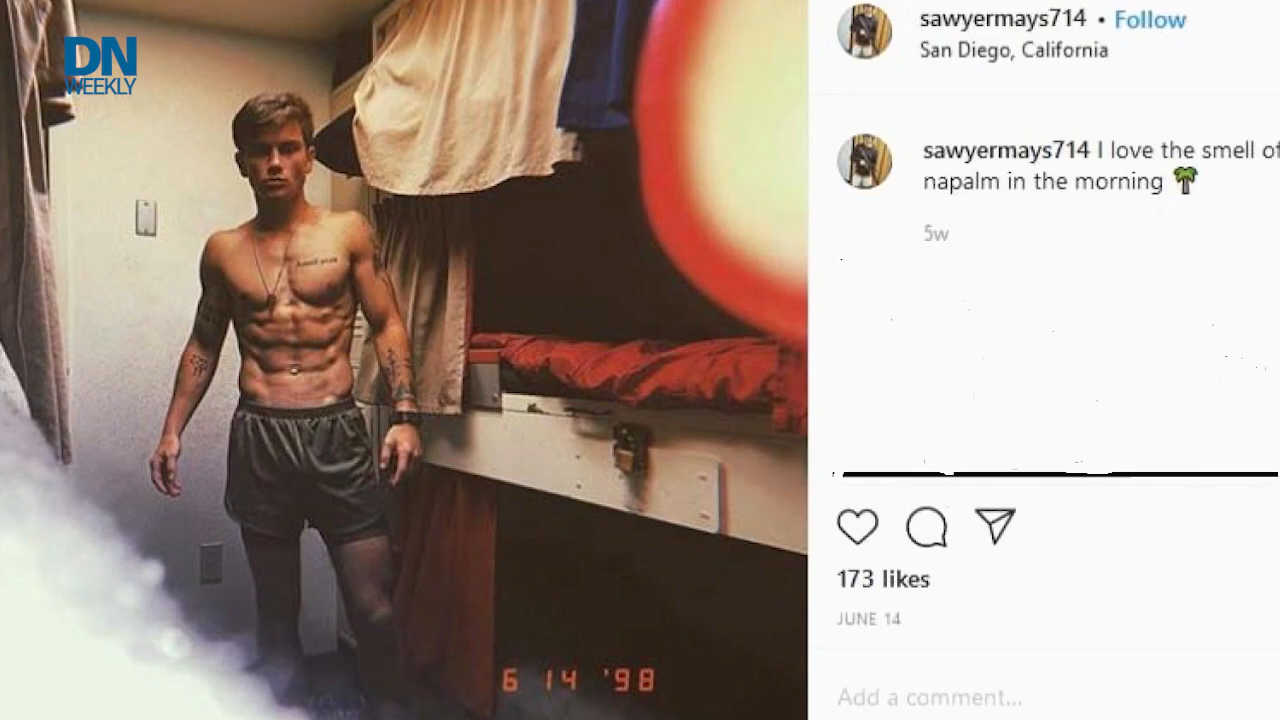 DN
WEEKLY
sawyermays714 • Follow
San Diego, California
sawyermays714 I love the smell of
napalm in the morning 🌴
5w
173 likes
JUNE 14
Add a comment...
6 14 '98